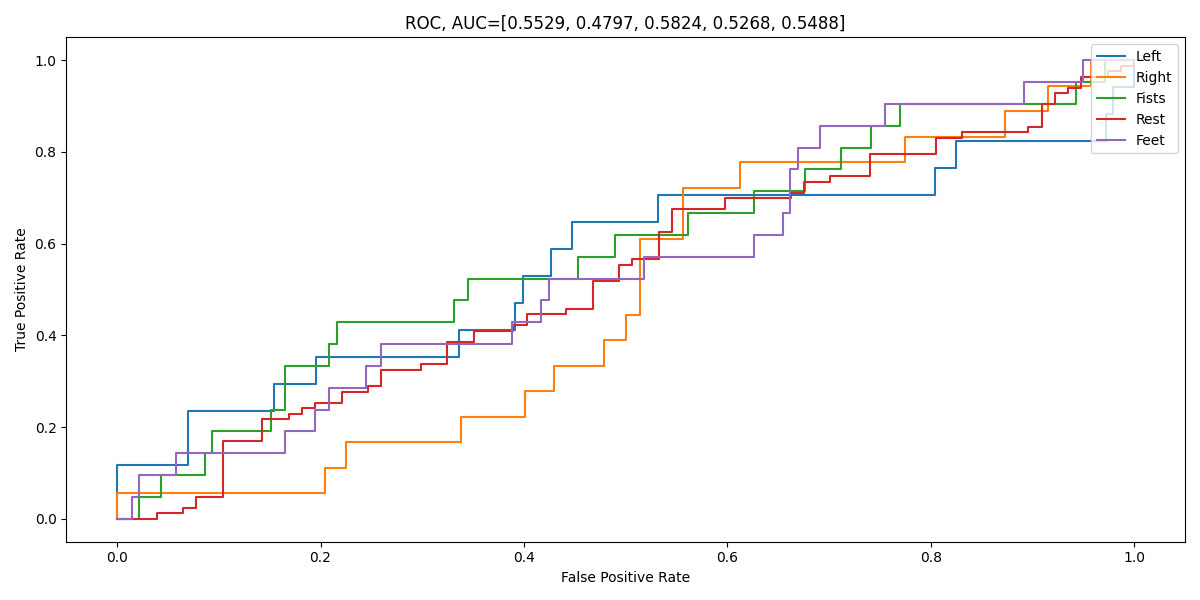 ROC, AUC=[0.5529, 0.4797, 0.5824, 0.5268, 0.5488]
True Positive Rate
1.0
0.8
0.6
0.4
0.2
0.0
Left
Right
Fists
Rest
Feet
0.0 0.2 0.4 0.6 0.8 1.0
False Positive Rate